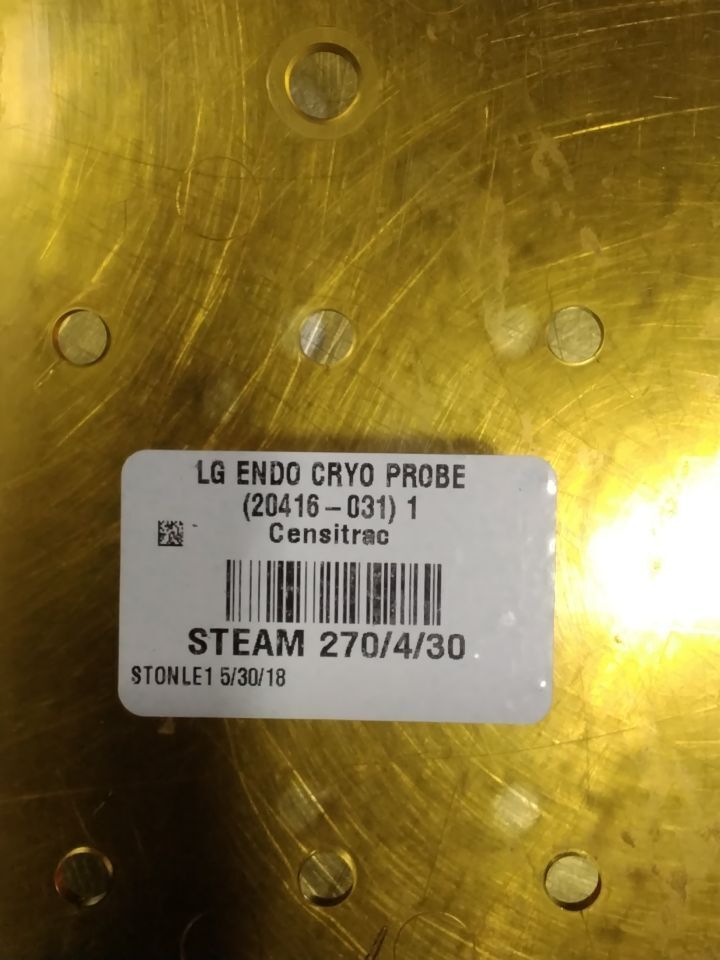 LG ENDO CRYO PROBE
(20416-031) 1
Censitrac
STEAM 270/4/30
STONLE1 5/30/18